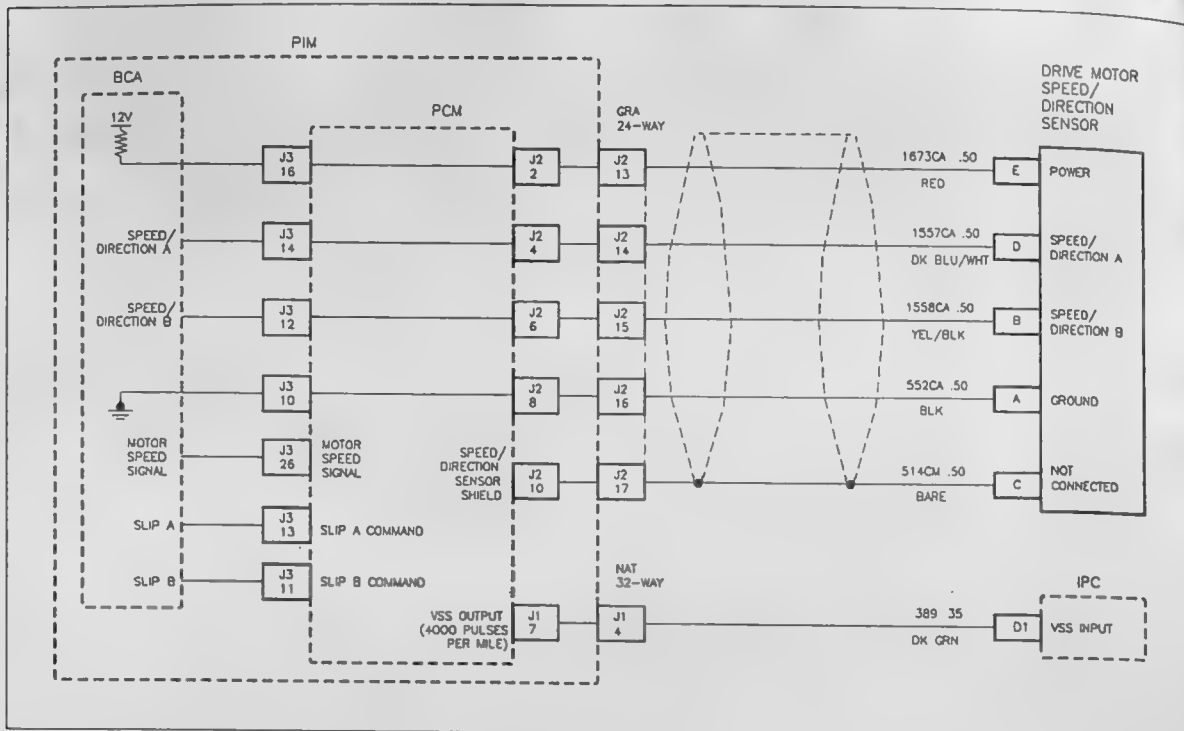 PIM
BCA
12V
PCM
GRA
24-WAY
DRIVE MOTOR
SPEED/
DIRECTION
SENSOR
J3
16
J2
2
J2
13
1673CA .50
RED
E
POWER
SPEED/
DIRECTION A
J3
14
J2
4
J2
14
1557CA .50
DK BLU/WHT
D
SPEED/
DIRECTION A
SPEED/
DIRECTION B
J3
12
J2
6
J2
15
1558CA .50
YEL/BLK
B
SPEED/
DIRECTION B
J3
10
J2
8
J2
16
552CA .50
BLK
A
GROUND
MOTOR
SPEED
SIGNAL
J3
26
MOTOR
SPEED
SIGNAL
SPEED/
DIRECTION
SENSOR
SHIELD
J2
10
J2
17
514CM .50
BARE
C
NOT
CONNECTED
SLIP A
J3
13
SLIP A COMMAND
SLIP B
J3
11
SLIP B COMMAND
NAT
32-WAY
IPC
VSS OUTPUT
(4000 PULSES
PER MILE)
J1
7
J1
4
389 35
DK GRN
D1
VSS INPUT